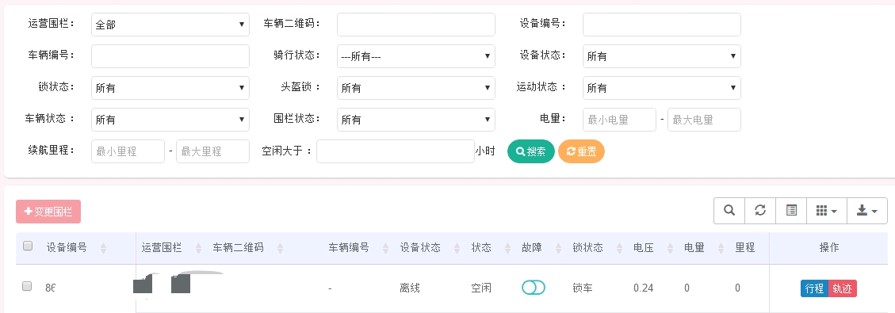 运营围栏: 全部 车辆二维码: 设备编号:
车辆编号: 骑行状态: ---所有--- 设备状态: 所有
锁状态: 所有 头盔锁: 所有 运动状态: 所有
车辆状态: 所有 围栏状态: 所有 电量: 最小电量 - 最大电量
续航里程: 最小里程 - 最大里程 空闲大于: 小时 搜索 重置
+ 变更围栏
设备编号 运营围栏 车辆二维码 车辆编号 设备状态 状态 故障 锁状态 电压 电量 里程 操作
- 离线 空闲 锁车 0.24 0 0 行程 轨迹